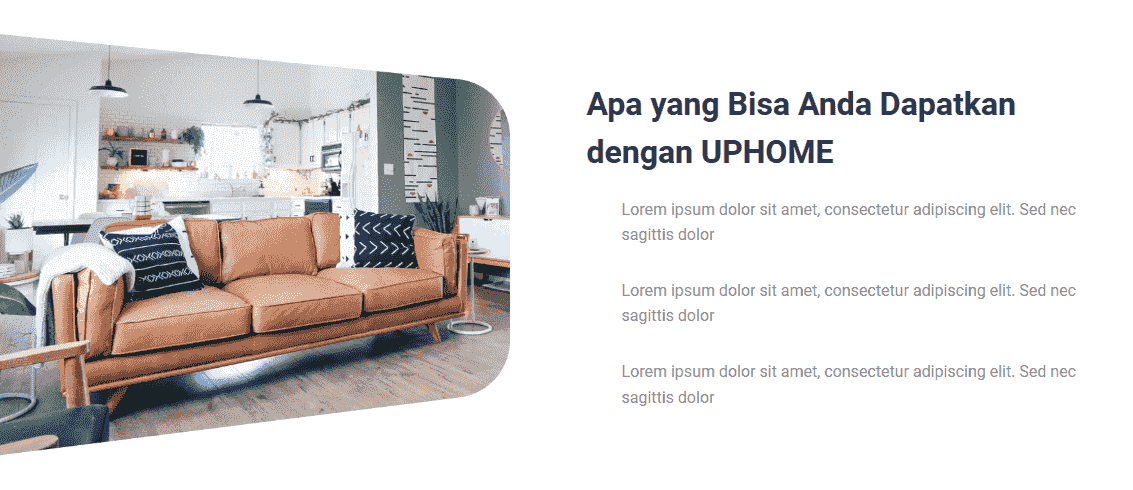 Apa yang Bisa Anda Dapatkan
dengan UPHOME
Lorem ipsum dolor sit amet, consectetur adipiscing elit. Sed nec
sagittis dolor
Lorem ipsum dolor sit amet, consectetur adipiscing elit. Sed nec
sagittis dolor
Lorem ipsum dolor sit amet, consectetur adipiscing elit. Sed nec
sagittis dolor